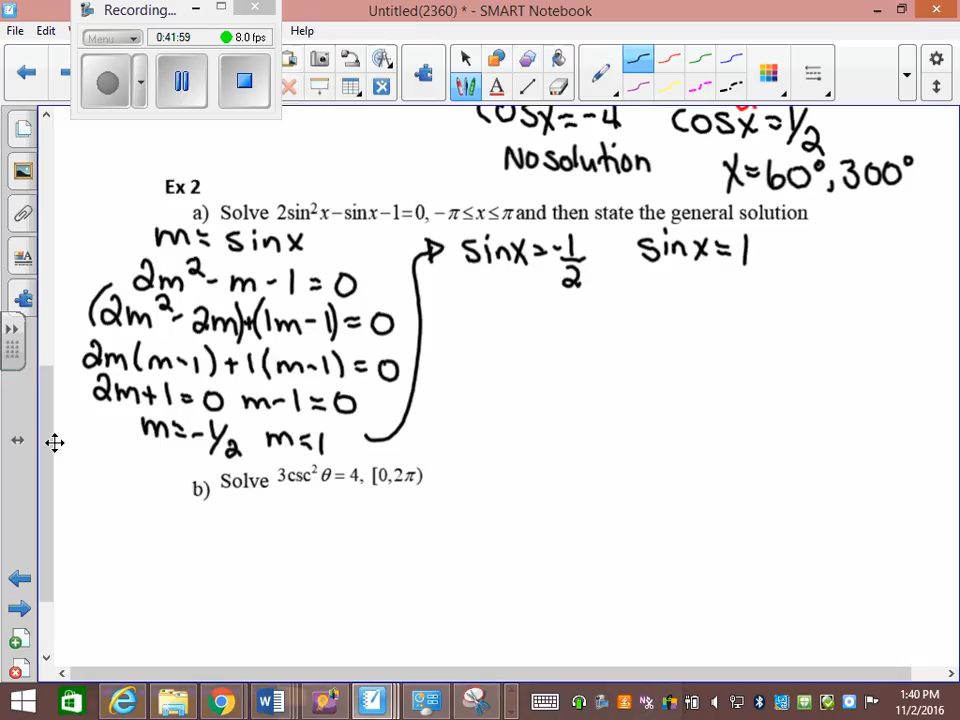 Recording...
Untitled(2360) * - SMART Notebook
Menu
0:41:59
8.0 fps
File Edit Help
cosx=-4 cosx=1/2
No solution x=60°, 300°
Ex 2
a) Solve 2sin²x-sinx-1=0, -π≤x≤π and then state the general solution
m= sinx
sinx=-1/2 sinx=1
2m²-m-1=0
(2m²-2m)+(1m-1)=0
2m(m-1)+1(m-1)=0
2m+1=0 m-1=0
m=-1/2 m=1
b) Solve 3csc²θ=4, [0,2π)
1:40 PM
11/2/2016